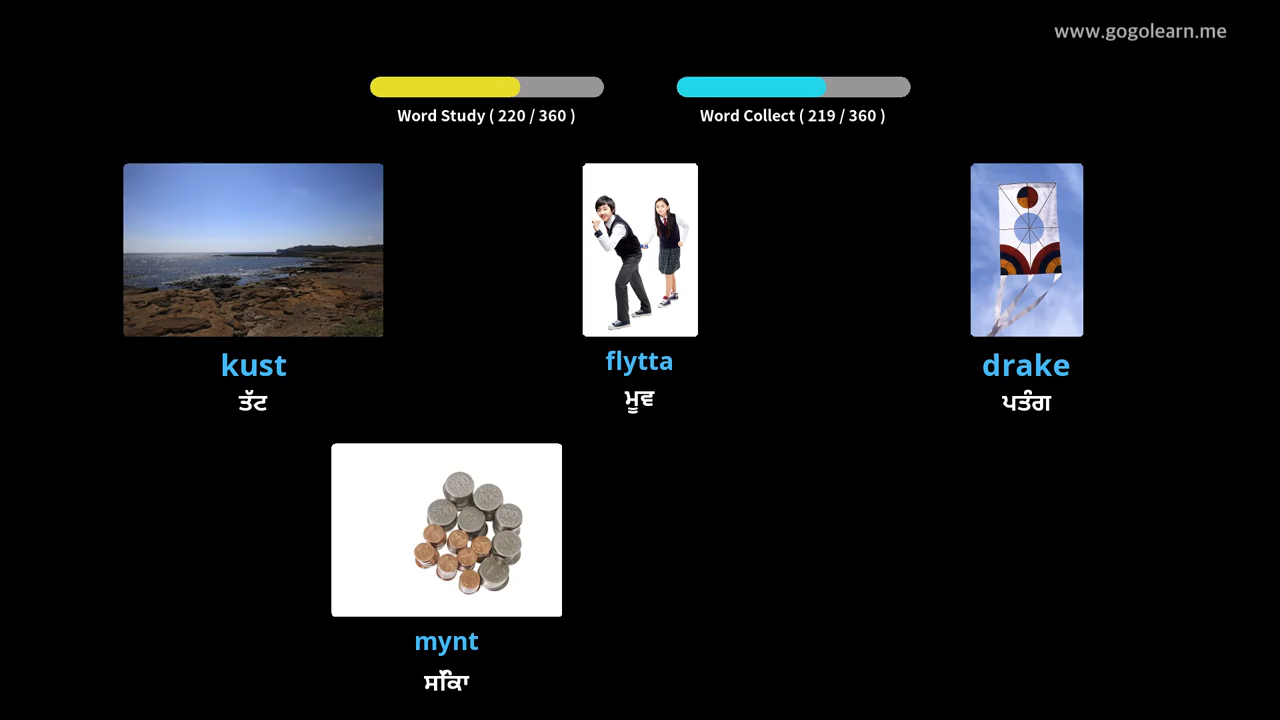 www.gogolearn.me
Word Study ( 220 / 360 )
Word Collect ( 219 / 360 )
kust
ਤੱਟ
flytta
ਮੂਵ
drake
ਪਤੰਗ
mynt
ਸਿੱਕਾ